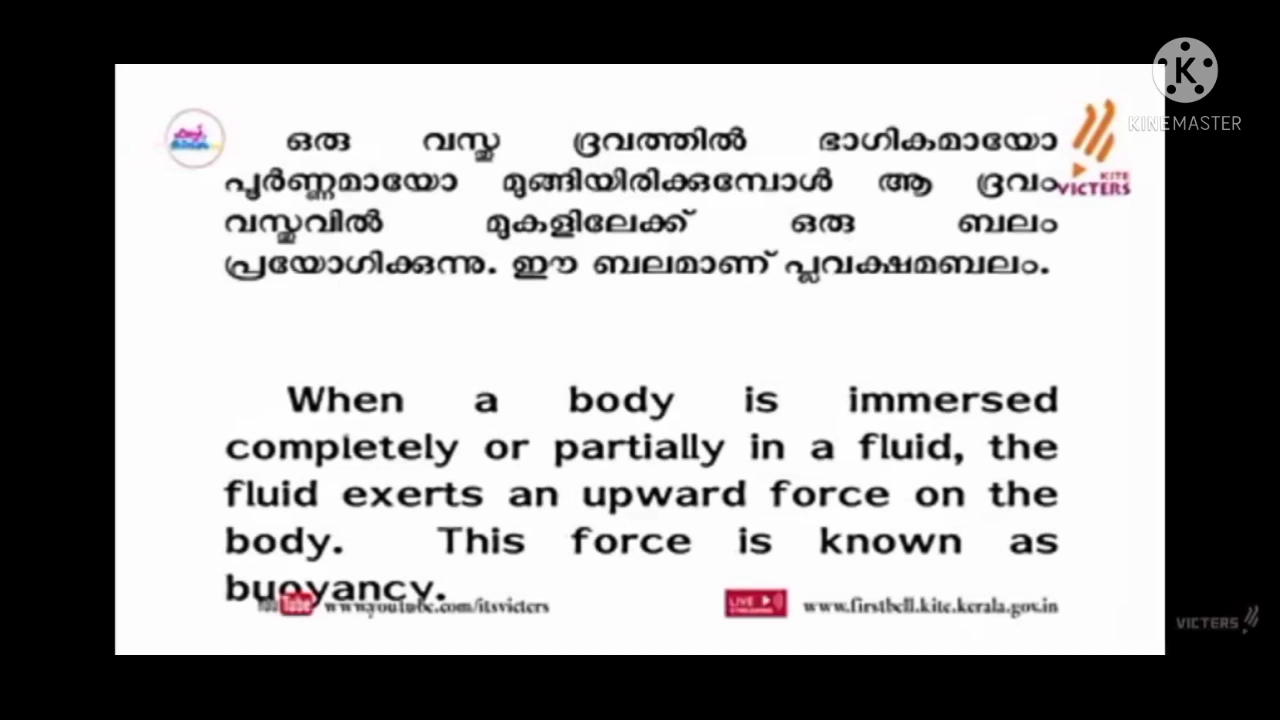 K
KINEMASTER
ഒരു വസ്തു ദ്രവത്തിൽ ഭാഗികമായോ
പൂർണ്ണമായോ മുങ്ങിയിരിക്കുമ്പോൾ ആ ദ്രവം
KITE
VICTERS
വസ്തുവിൽ മുകളിലേക്ക് ഒരു ബലം
പ്രയോഗിക്കുന്നു. ഈ ബലമാണ് പ്ലവക്ഷമബലം.
When a body is immersed
completely or partially in a fluid, the
fluid exerts an upward force on the
body. This force is known as
buoyancy.
YouTube www.youtube.com/itsvicters
LIVE www.firstbell.kite.kerala.gov.in
VICTERS